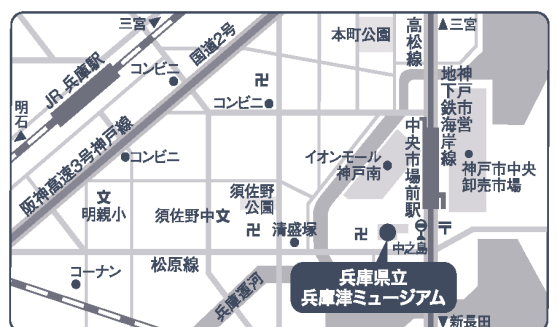 三宮
国道2号
本町公園
高松線
三宮
JR 兵庫駅
コンビニ
コンビニ
明石
神戸市営
地下鉄海岸線
阪神高速3号神戸線
コンビニ
中央市場前駅
イオンモール
神戸南
神戸市中央
卸売市場
文
明親小
須佐野
公園
須佐野中文
清盛塚
中之島
松原線
コーナン
兵庫運河
兵庫県立
兵庫津ミュージアム
新長田